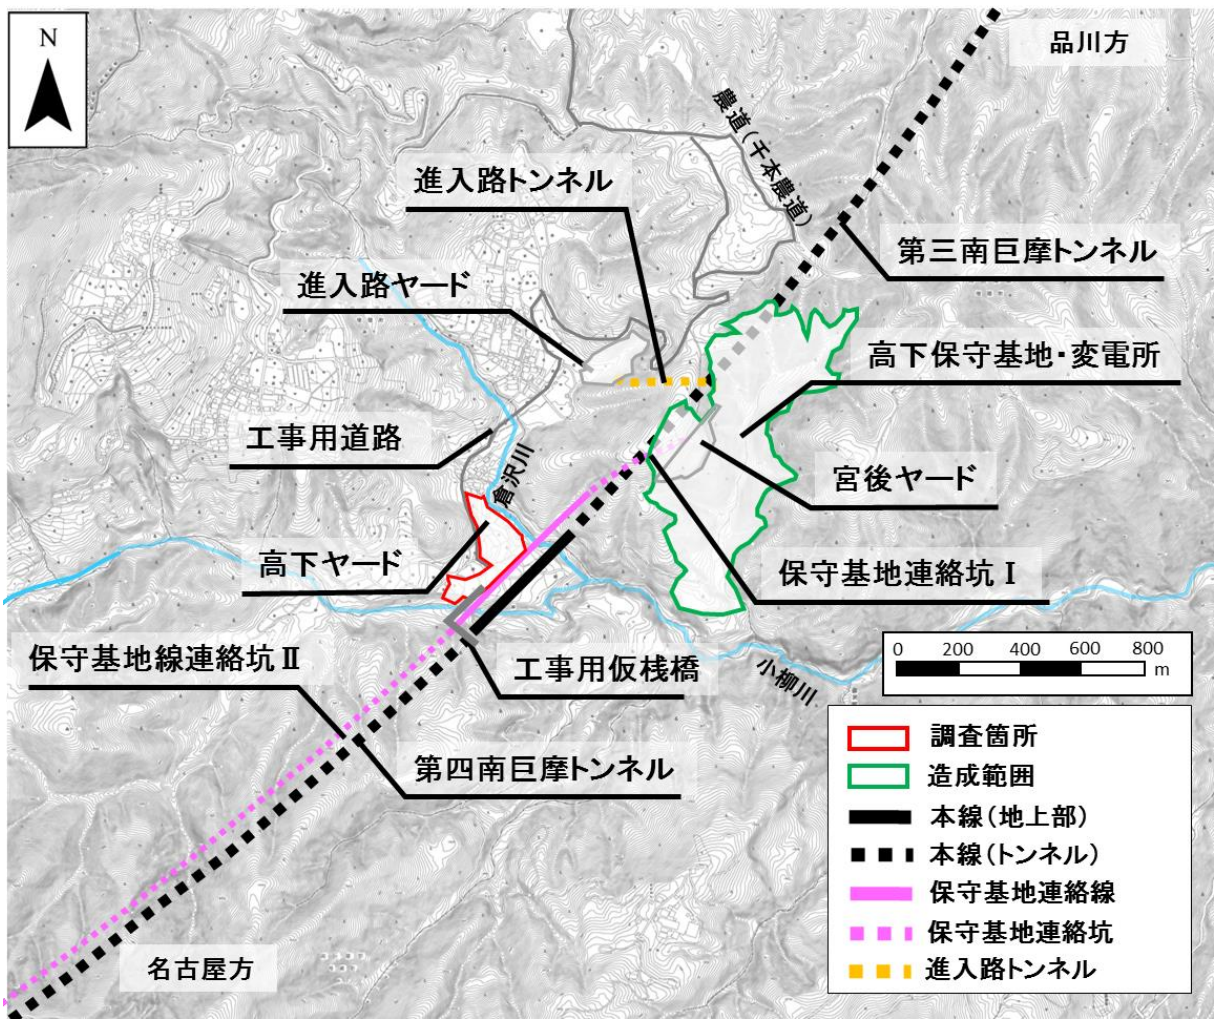 N
品川方
農道(千本農道)
進入路トンネル
第三南巨摩トンネル
進入路ヤード
高下保守基地・変電所
工事用道路
倉沢川
宮後ヤード
高下ヤード
保守基地連絡坑Ⅰ
保守基地線連絡坑Ⅱ
工事用仮桟橋
小柳川
0 200 400 600 800
m
第四南巨摩トンネル
名古屋方
調査箇所
造成範囲
本線(地上部)
本線(トンネル)
保守基地連絡線
保守基地連絡坑
進入路トンネル